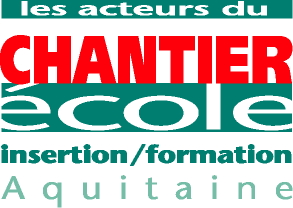 les acteurs du
CHANTIER
école
insertion/formation
Aquitaine